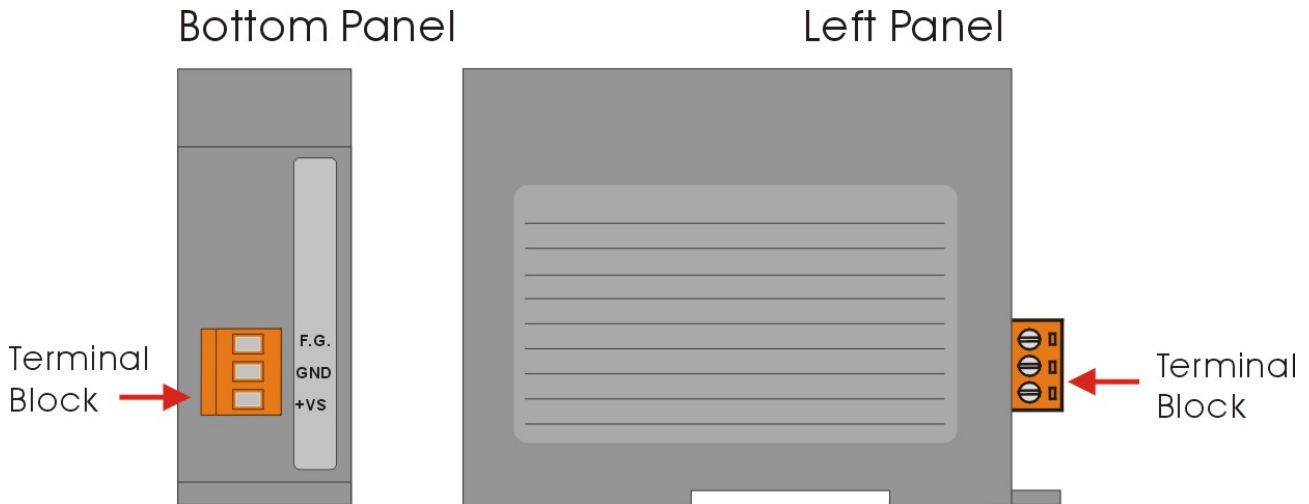 Bottom Panel
Left Panel
F.G.
GND
+VS
Terminal
Block
Terminal
Block